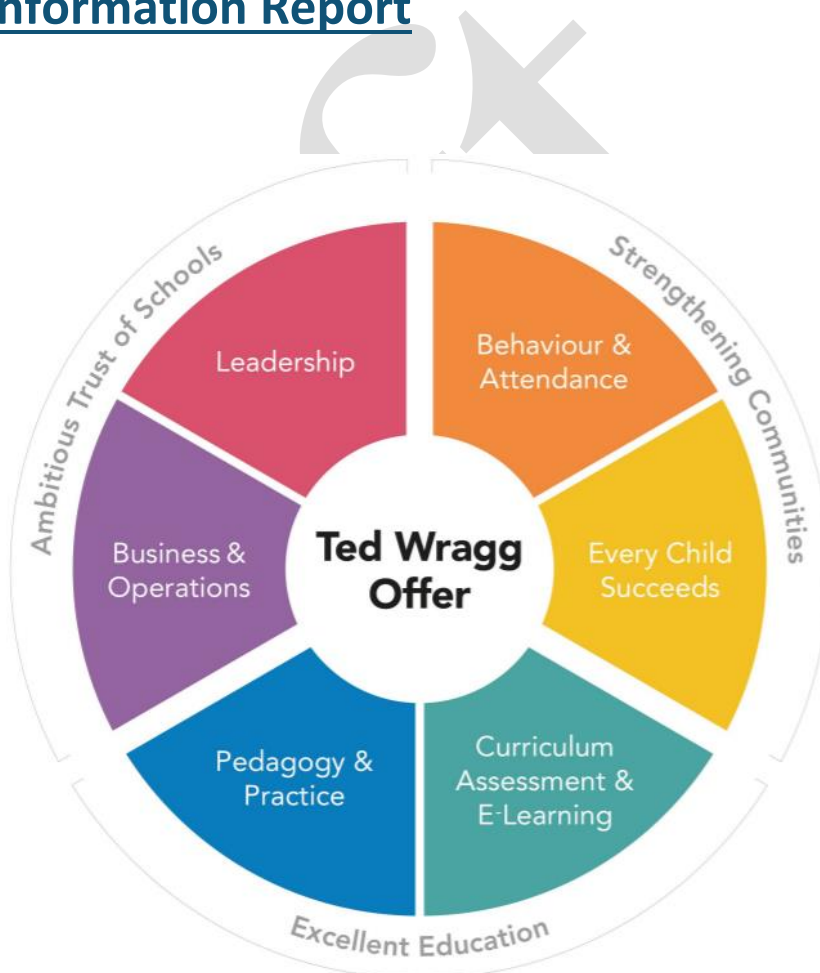 Information Report
Ambitious Trust of Schools
Strengthening Communities
Leadership
Behaviour &
Attendance
Business &
Operations
Ted Wragg
Offer
Every Child
Succeeds
Pedagogy &
Practice
Curriculum
Assessment &
E-Learning
Excellent Education